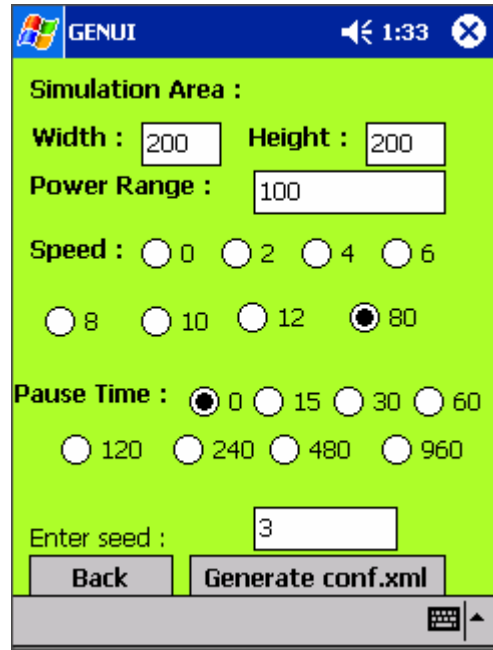 GENUI 1:33
Simulation Area :
Width : 200 Height : 200
Power Range : 100
Speed : 0 2 4 6
8 10 12 80
Pause Time : 0 15 30 60
120 240 480 960
Enter seed : 3
Back Generate conf.xml